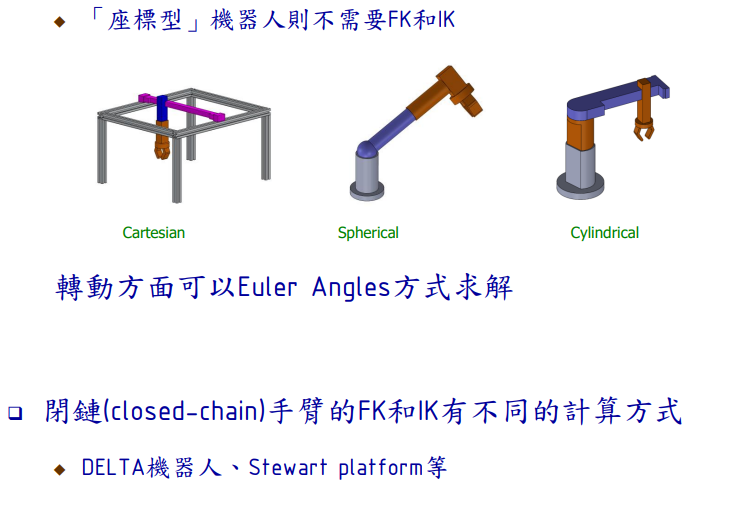 「座標型」機器人則不需要FK和IK
Cartesian Spherical Cylindrical
轉動方面可以Euler Angles方式求解
閉鏈(closed-chain)手臂的FK和IK有不同的計算方式
DELTA機器人、Stewart platform等